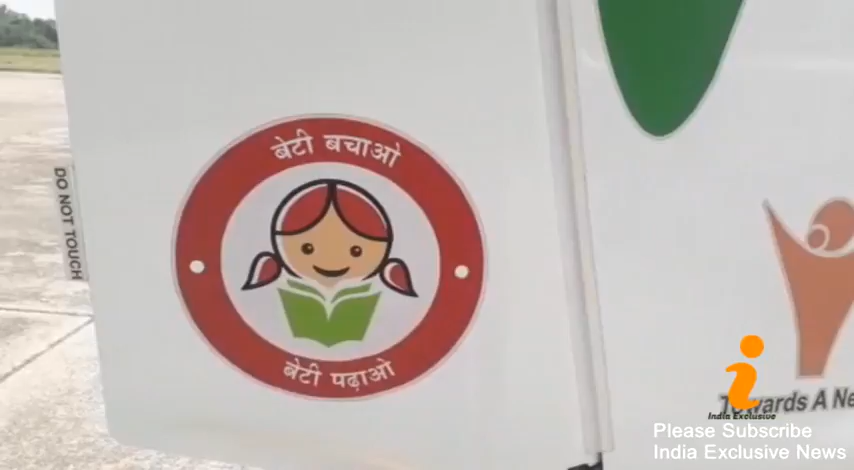 बेटी बचाओ
DO NOT TOUCH
बेटी पढ़ाओ
Towards A Ne
India Exclusive
Please Subscribe
India Exclusive News